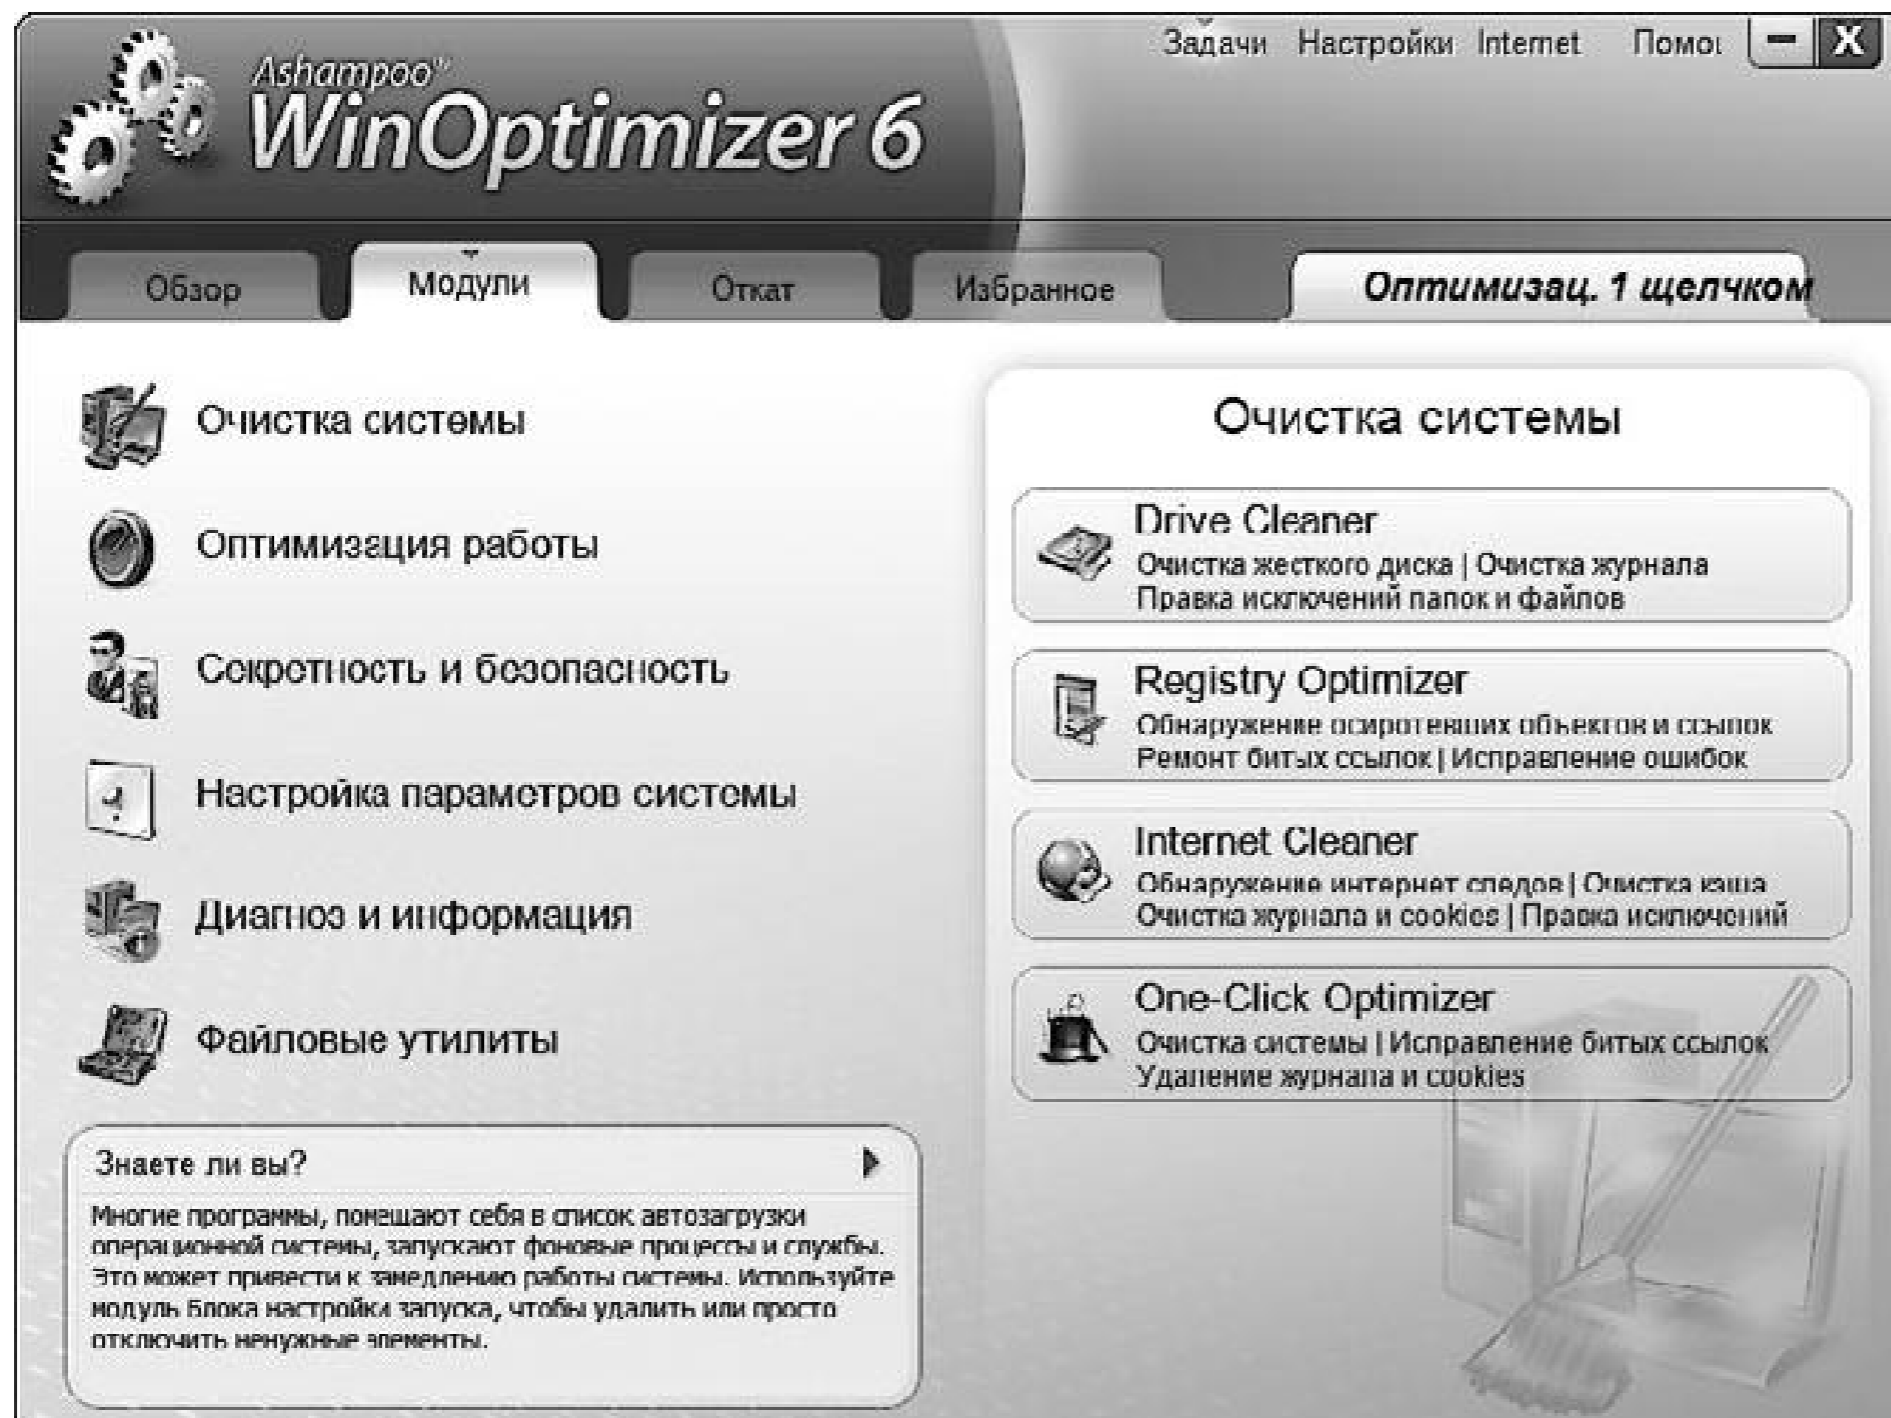 Задачи Настройки Internet Помощ
Ashampoo™
WinOptimizer 6
Обзор Модули Откат Избранное Оптимизац. 1 щелчком
Очистка системы
Оптимизация работы
Секретность и безопасность
Настройка параметров системы
Диагноз и информация
Файловые утилиты
Знаете ли вы?
Многие программы, помещают себя в список автозагрузки
операционной системы, запускают фоновые процессы и службы.
Это может привести к замедлению работы системы. Используйте
модуль Блока настройки запуска, чтобы удалить или просто
отключить ненужные элементы.
Очистка системы
Drive Cleaner
Очистка жесткого диска | Очистка журнала
Правка исключений папок и файлов
Registry Optimizer
Обнаружение осиротевших объектов и ссылок
Ремонт битых ссылок | Исправление ошибок
Internet Cleaner
Обнаружение интернет следов | Очистка кэша
Очистка журнала и cookies | Правка исключений
One-Click Optimizer
Очистка системы | Исправление битых ссылок
Удаление журнала и cookies